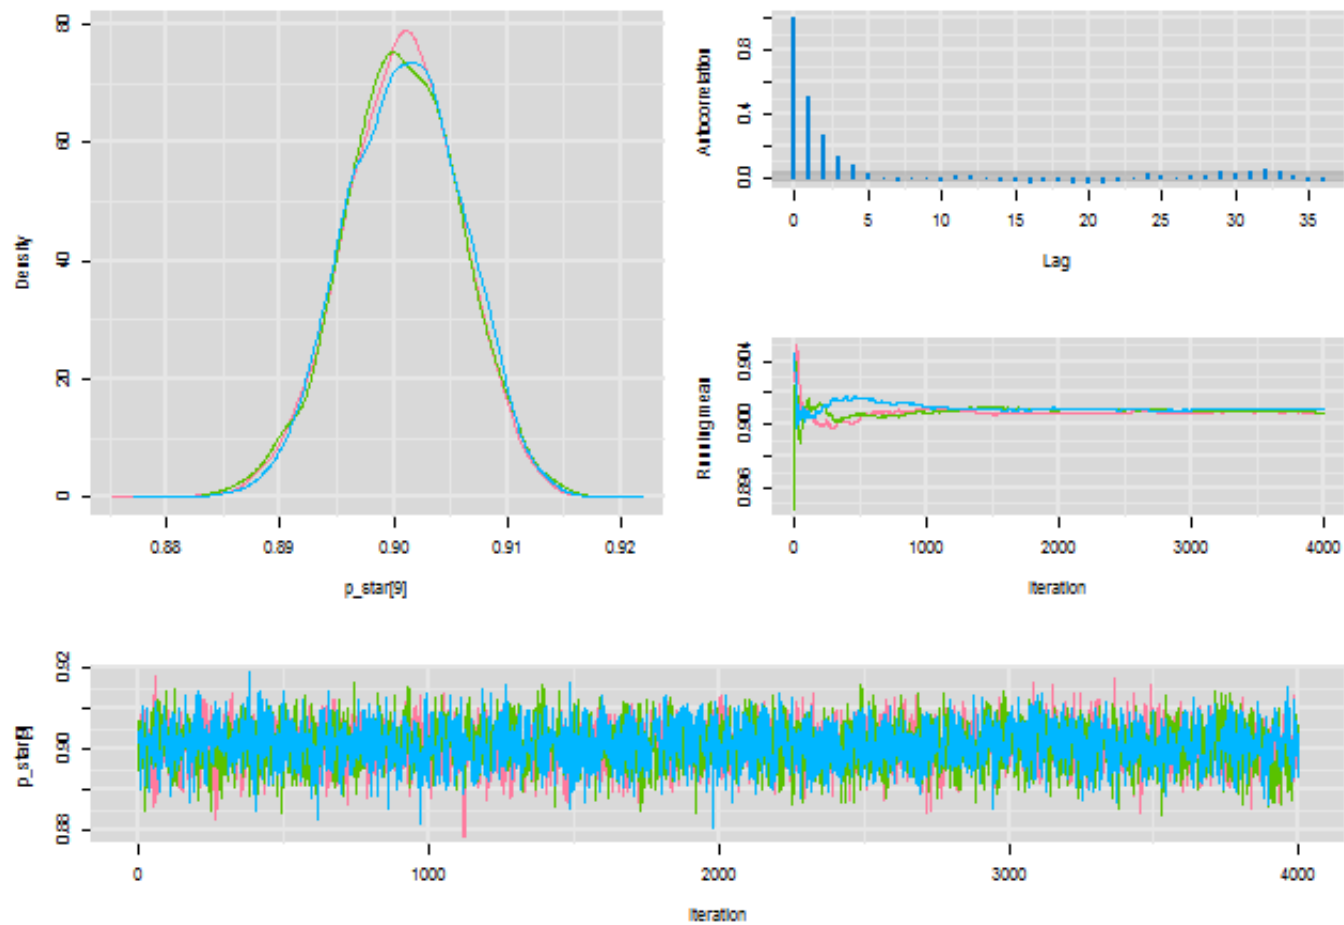 80
60
40
20
0
Density
0.88 0.89 0.90 0.91 0.92
p_star[9]
0.8
0.4
0.0
Autocorrelation
0 5 10 15 20 25 30 35
Lag
0.904
0.900
0.896
Running mean
0 1000 2000 3000 4000
Iteration
0.92
0.90
0.88
p_star[9]
0 1000 2000 3000 4000
Iteration